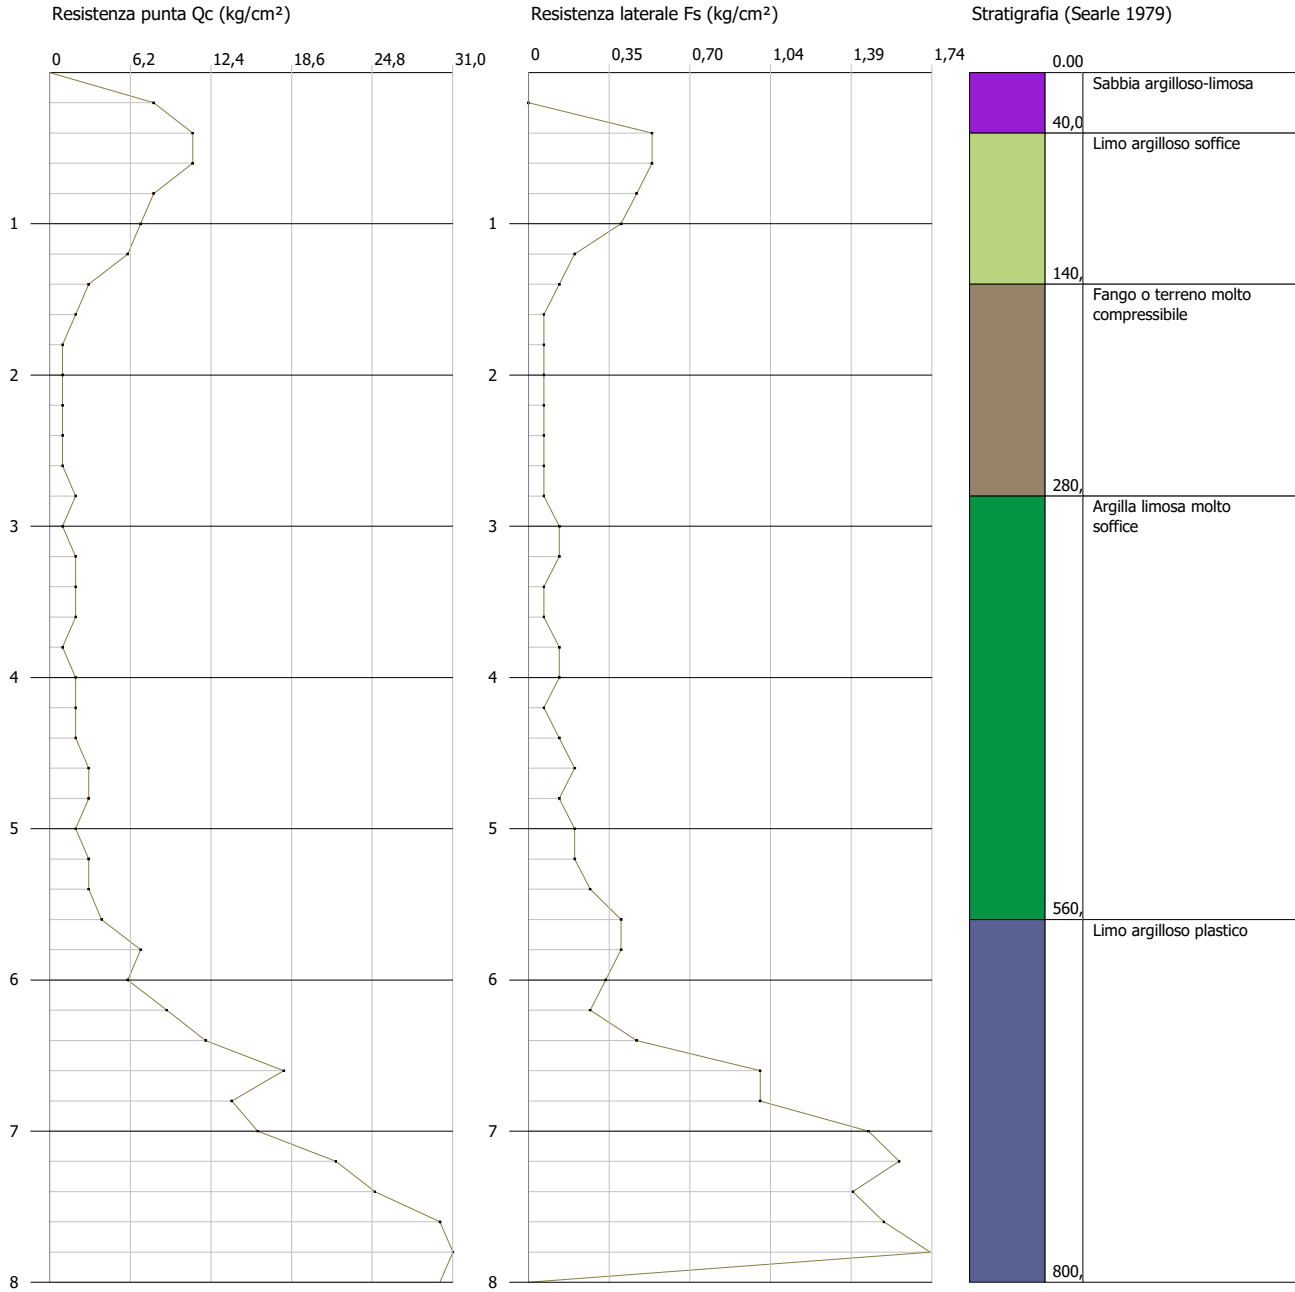 Resistenza punta Qc (kg/cm²)
Resistenza laterale Fs (kg/cm²)
Stratigrafia (Searle 1979)
0 6,2 12,4 18,6 24,8 31,0
0 0,35 0,70 1,04 1,39 1,74
0.00
Sabbia argilloso-limosa
40,0
Limo argilloso soffice
1 1
140,
Fango o terreno molto
compressibile
2 2
280,
Argilla limosa molto
soffice
3 3
4 4
5 5
560,
Limo argilloso plastico
6 6
7 7
800,
8 8